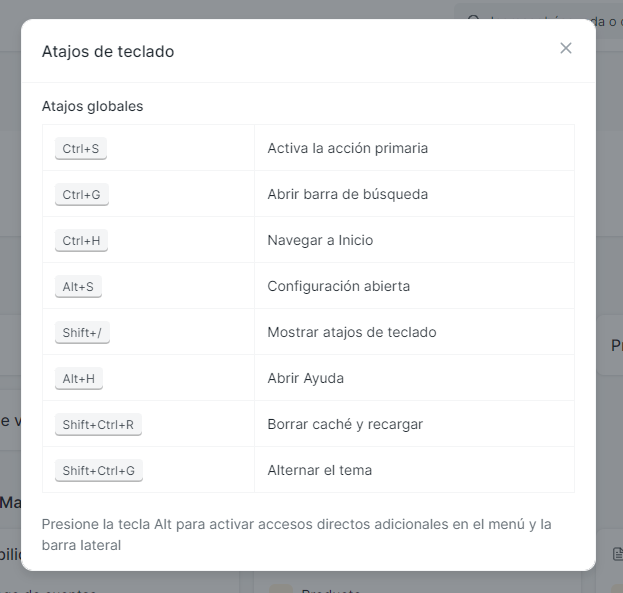 Atajos de teclado
Atajos globales
Ctrl+S Activa la acción primaria
Ctrl+G Abrir barra de búsqueda
Ctrl+H Navegar a Inicio
Alt+S Configuración abierta
Shift+/ Mostrar atajos de teclado
Alt+H Abrir Ayuda
Shift+Ctrl+R Borrar caché y recargar
Shift+Ctrl+G Alternar el tema
Presione la tecla Alt para activar accesos directos adicionales en el menú y la
barra lateral